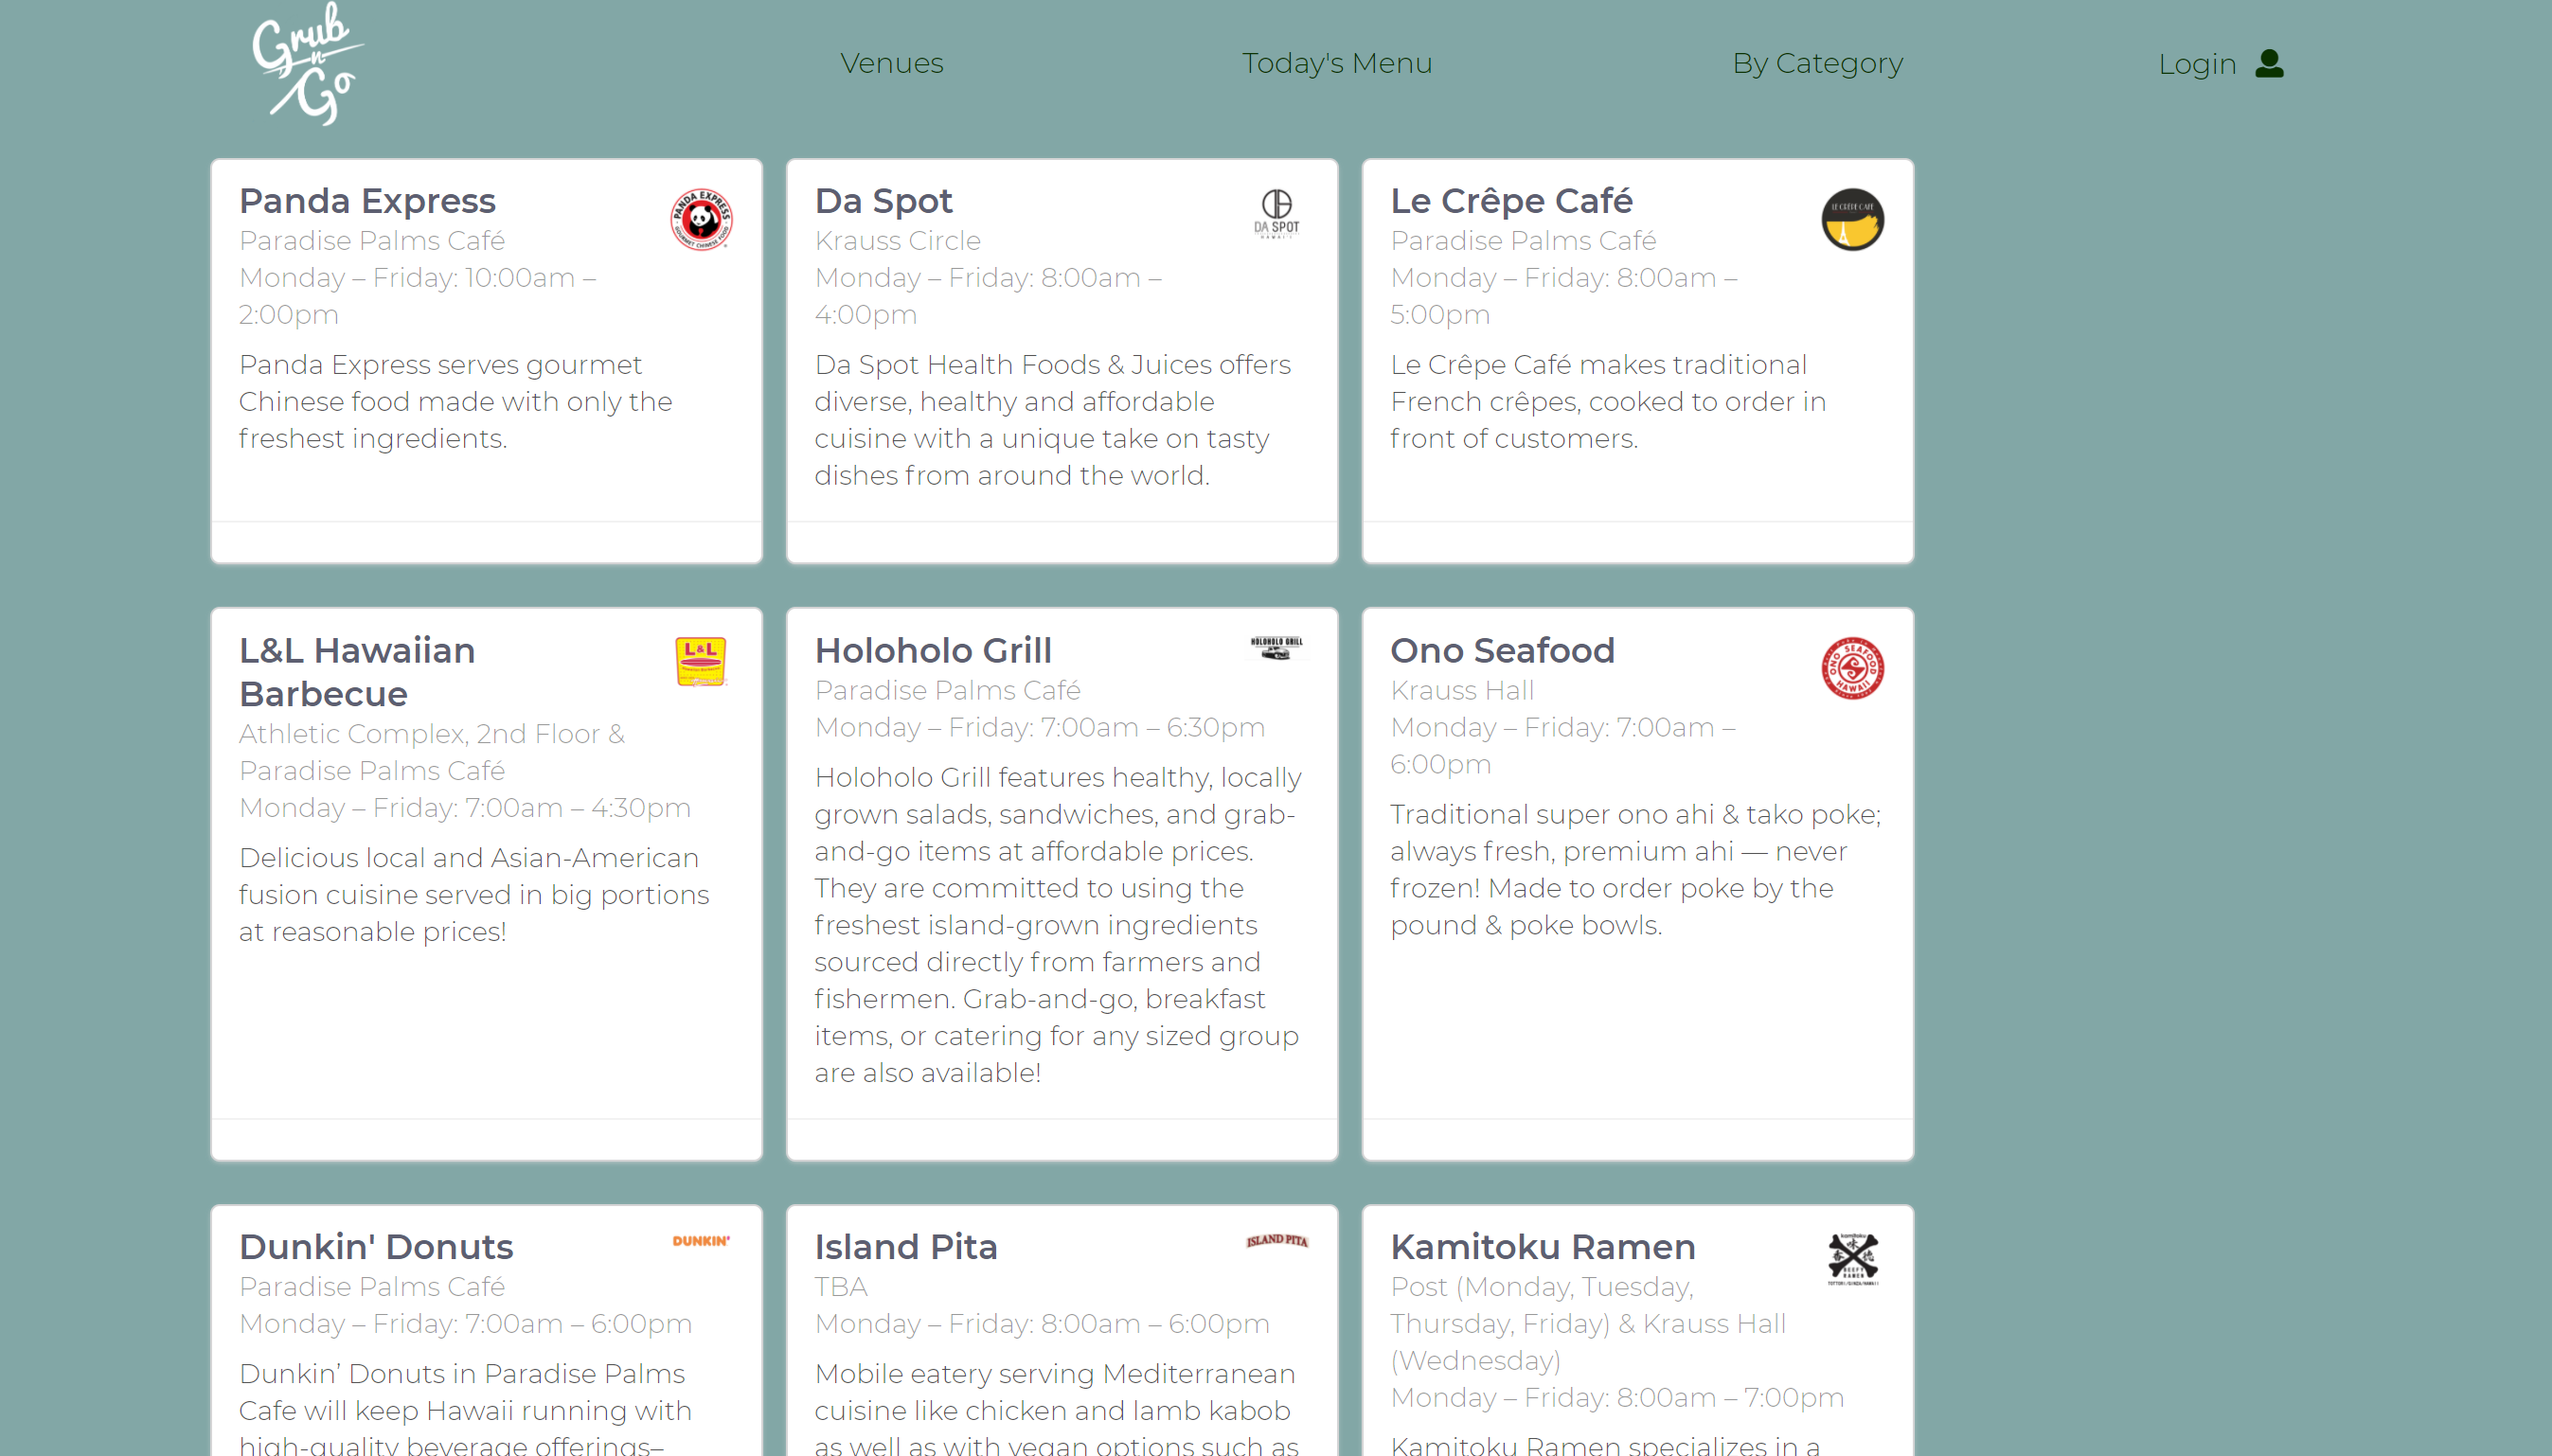 Grub
n
Go
Venues
Today's Menu
By Category
Login
Panda Express
PANDA EXPRESS
GOURMET CHINESE FOOD
Paradise Palms Café
Monday – Friday: 10:00am –
2:00pm
Panda Express serves gourmet
Chinese food made with only the
freshest ingredients.
Da Spot
DA SPOT
HAWAI'I
Krauss Circle
Monday – Friday: 8:00am –
4:00pm
Da Spot Health Foods & Juices offers
diverse, healthy and affordable
cuisine with a unique take on tasty
dishes from around the world.
Le Crêpe Café
LE CRÊPE CAFÉ
Paradise Palms Café
Monday – Friday: 8:00am –
5:00pm
Le Crêpe Café makes traditional
French crêpes, cooked to order in
front of customers.
L&L Hawaiian
Barbecue
L&L
Athletic Complex, 2nd Floor &
Paradise Palms Café
Monday – Friday: 7:00am – 4:30pm
Delicious local and Asian-American
fusion cuisine served in big portions
at reasonable prices!
Holoholo Grill
HOLOHOLO GRILL
Paradise Palms Café
Monday – Friday: 7:00am – 6:30pm
Holoholo Grill features healthy, locally
grown salads, sandwiches, and grab-
and-go items at affordable prices.
They are committed to using the
freshest island-grown ingredients
sourced directly from farmers and
fishermen. Grab-and-go, breakfast
items, or catering for any sized group
are also available!
Ono Seafood
ONO SEAFOOD
HAWAII
Krauss Hall
Monday – Friday: 7:00am –
6:00pm
Traditional super ono ahi & tako poke;
always fresh, premium ahi — never
frozen! Made to order poke by the
pound & poke bowls.
Dunkin' Donuts
DUNKIN'
Paradise Palms Café
Monday – Friday: 7:00am – 6:00pm
Dunkin’ Donuts in Paradise Palms
Cafe will keep Hawaii running with
high-quality beverage offerings–
Island Pita
ISLAND PITA
TBA
Monday – Friday: 8:00am – 6:00pm
Mobile eatery serving Mediterranean
cuisine like chicken and lamb kabob
as well as with vegan options such as
Kamitoku Ramen
kamitoku
BEEFY
RAMEN
Post (Monday, Tuesday,
Thursday, Friday) & Krauss Hall
(Wednesday)
Monday – Friday: 8:00am – 7:00pm
Kamitoku Ramen specializes in a